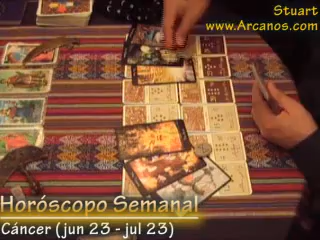 Stuart
www.Arcanos.com
Horóscopo Semanal
Cáncer (jun 23 - jul 23)